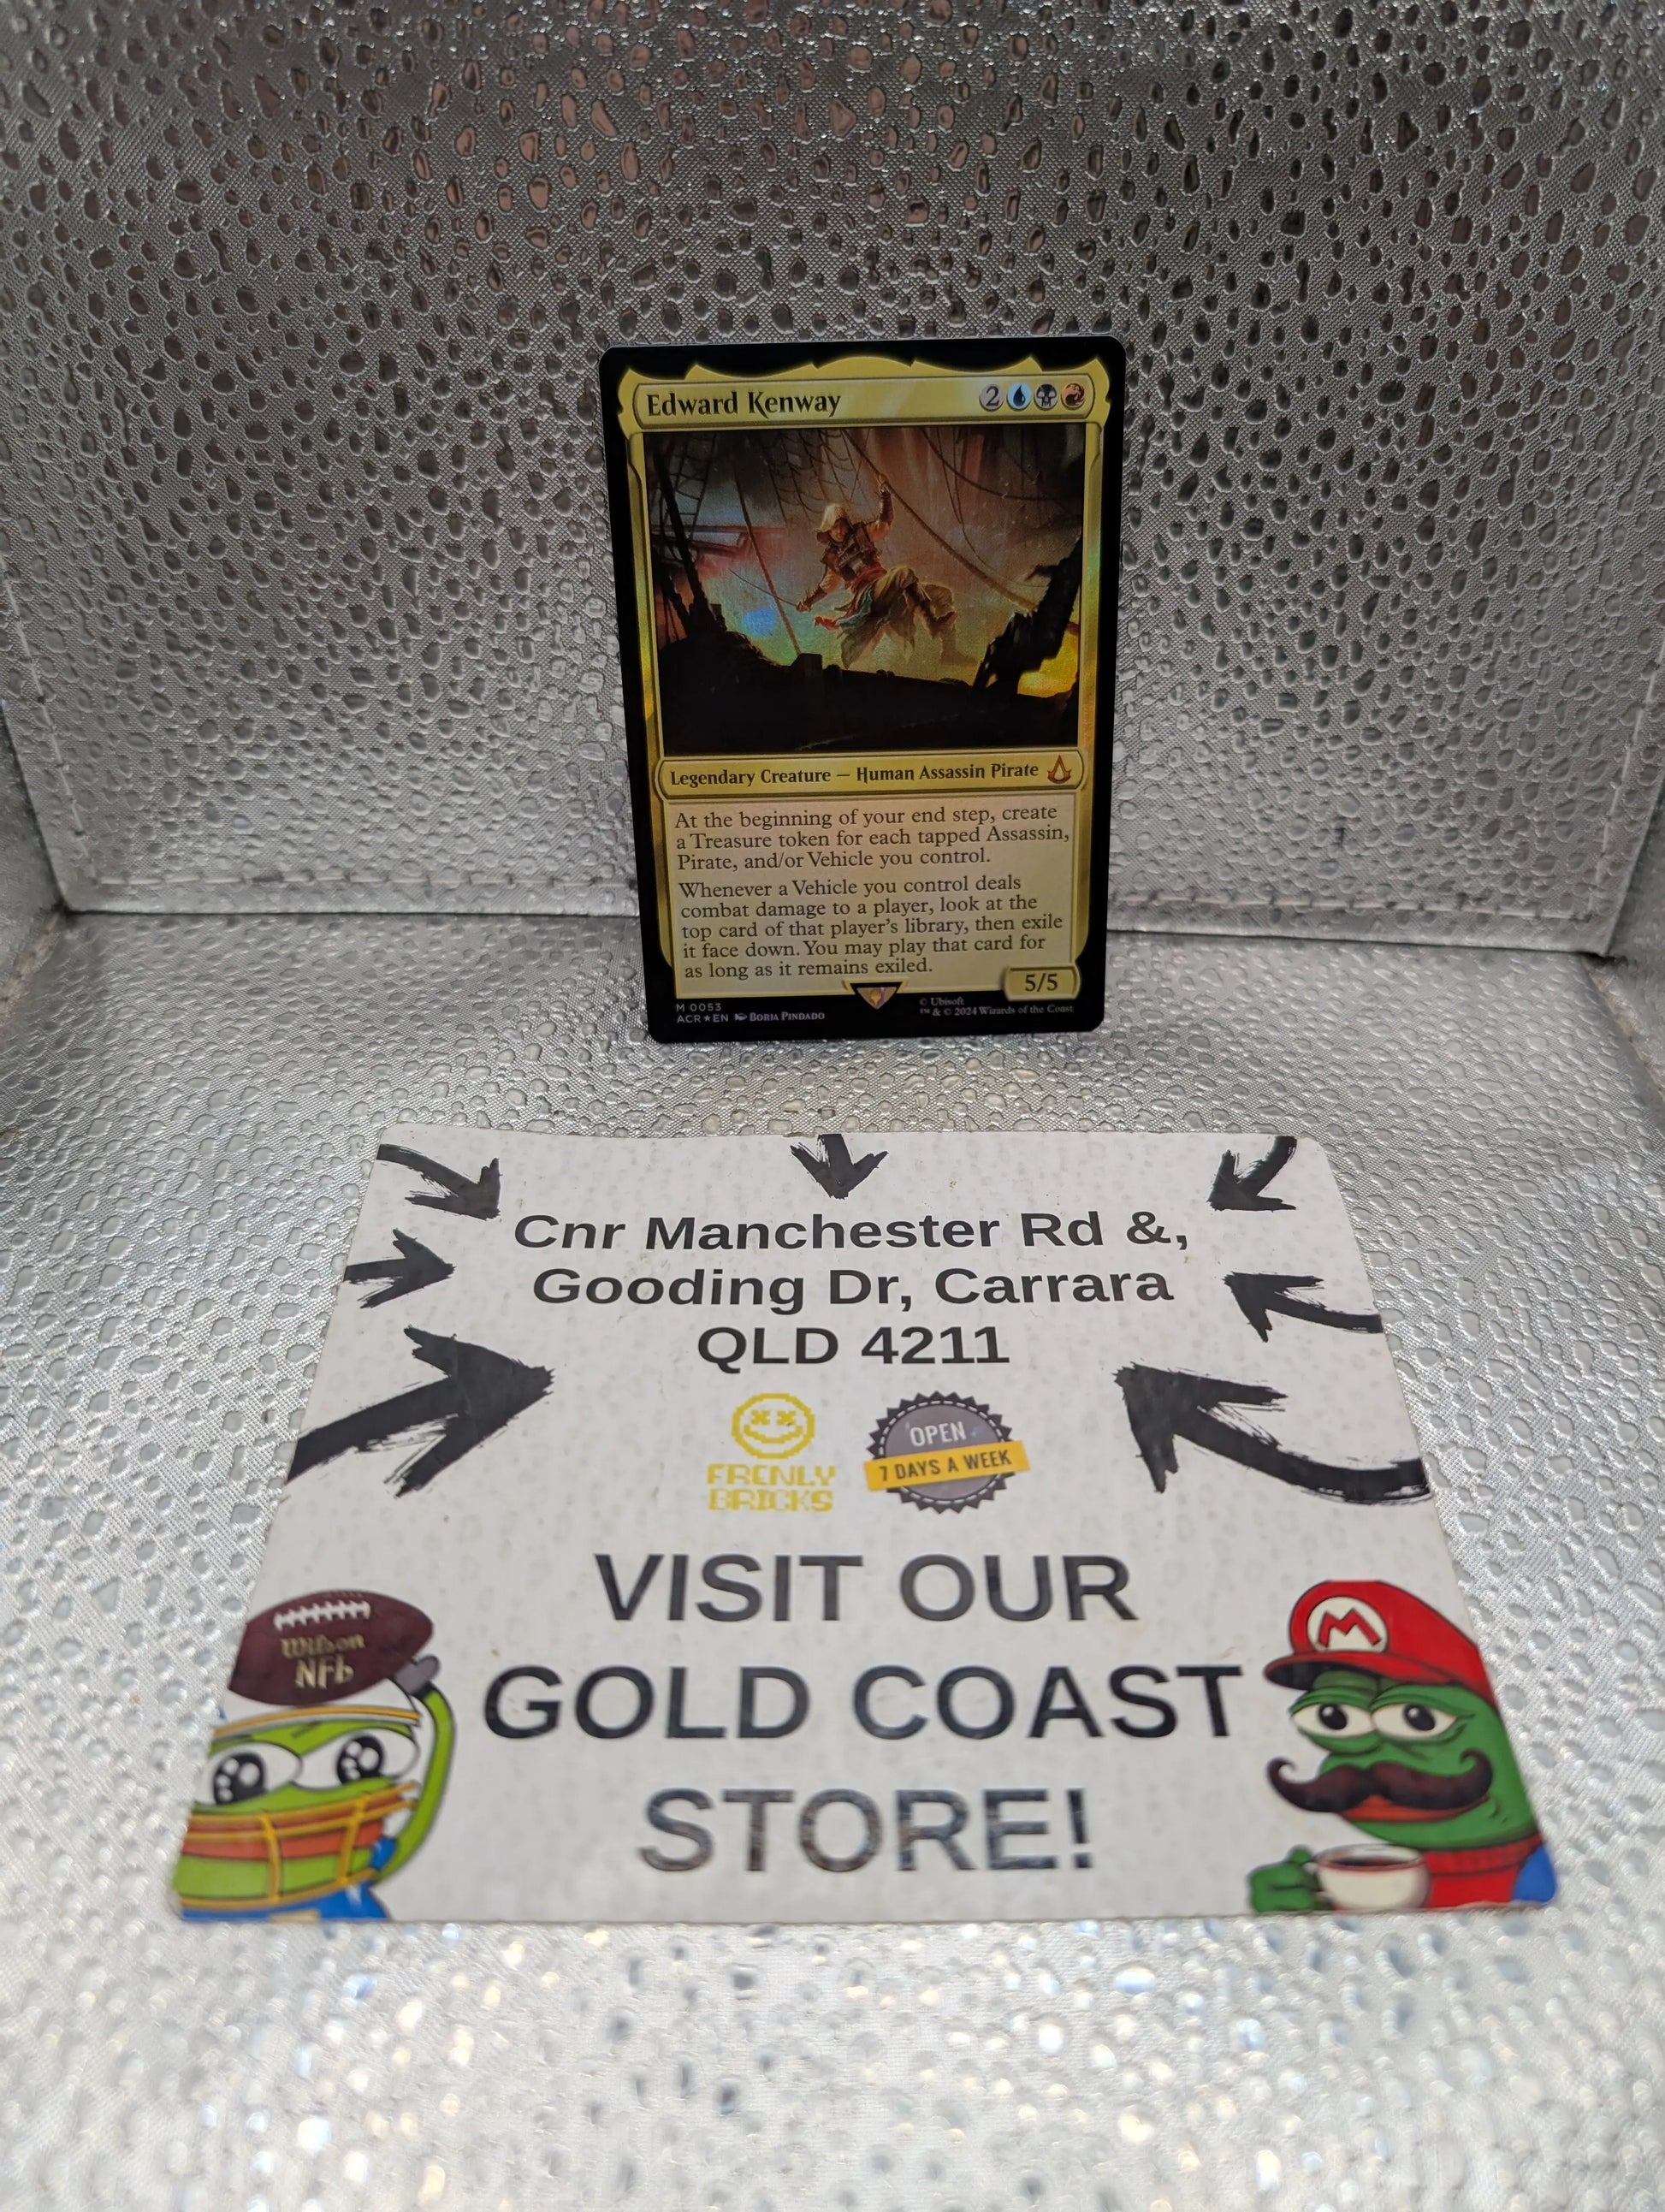 Edward Kenway 2
Legendary Creature — Human Assassin Pirate
At the beginning of your end step, create
a Treasure token for each tapped Assassin,
Pirate, and/or Vehicle you control.
Whenever a Vehicle you control deals
combat damage to a player, look at the
top card of that player's library, then exile
it face down. You may play that card for
as long as it remains exiled.
5/5
M 0053
ACR★EN Borja Pindado
© Ubisoft
™ & © 2024 Wizards of the Coast
Cnr Manchester Rd &,
Gooding Dr, Carrara
QLD 4211
FRENLY
BRICKS
OPEN
7 DAYS A WEEK
VISIT OUR
GOLD COAST
STORE!
Wilson
NFL
M